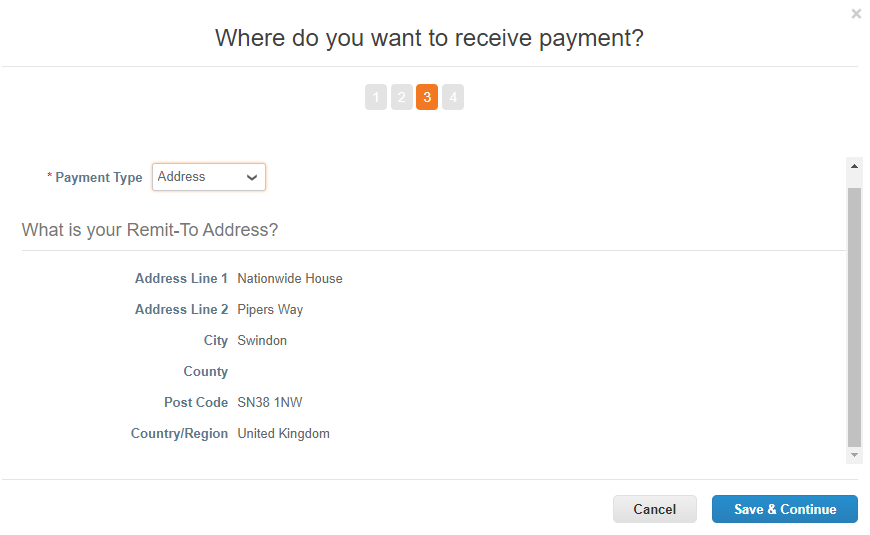 ×
Where do you want to receive payment?
1 2 3 4
* Payment Type Address
What is your Remit-To Address?
Address Line 1 Nationwide House
Address Line 2 Pipers Way
City Swindon
County
Post Code SN38 1NW
Country/Region United Kingdom
Cancel Save & Continue